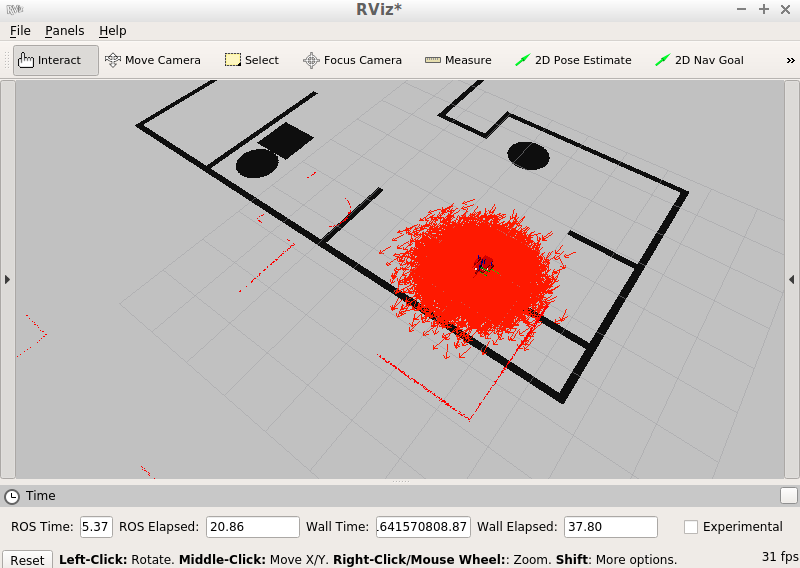 RViz*
File Panels Help
Interact Move Camera Select Focus Camera Measure 2D Pose Estimate 2D Nav Goal »
Time
ROS Time: 5.37 ROS Elapsed: 20.86 Wall Time: .641570808.87 Wall Elapsed: 37.80 Experimental
Reset Left-Click: Rotate. Middle-Click: Move X/Y. Right-Click/Mouse Wheel:: Zoom. Shift: More options. 31 fps